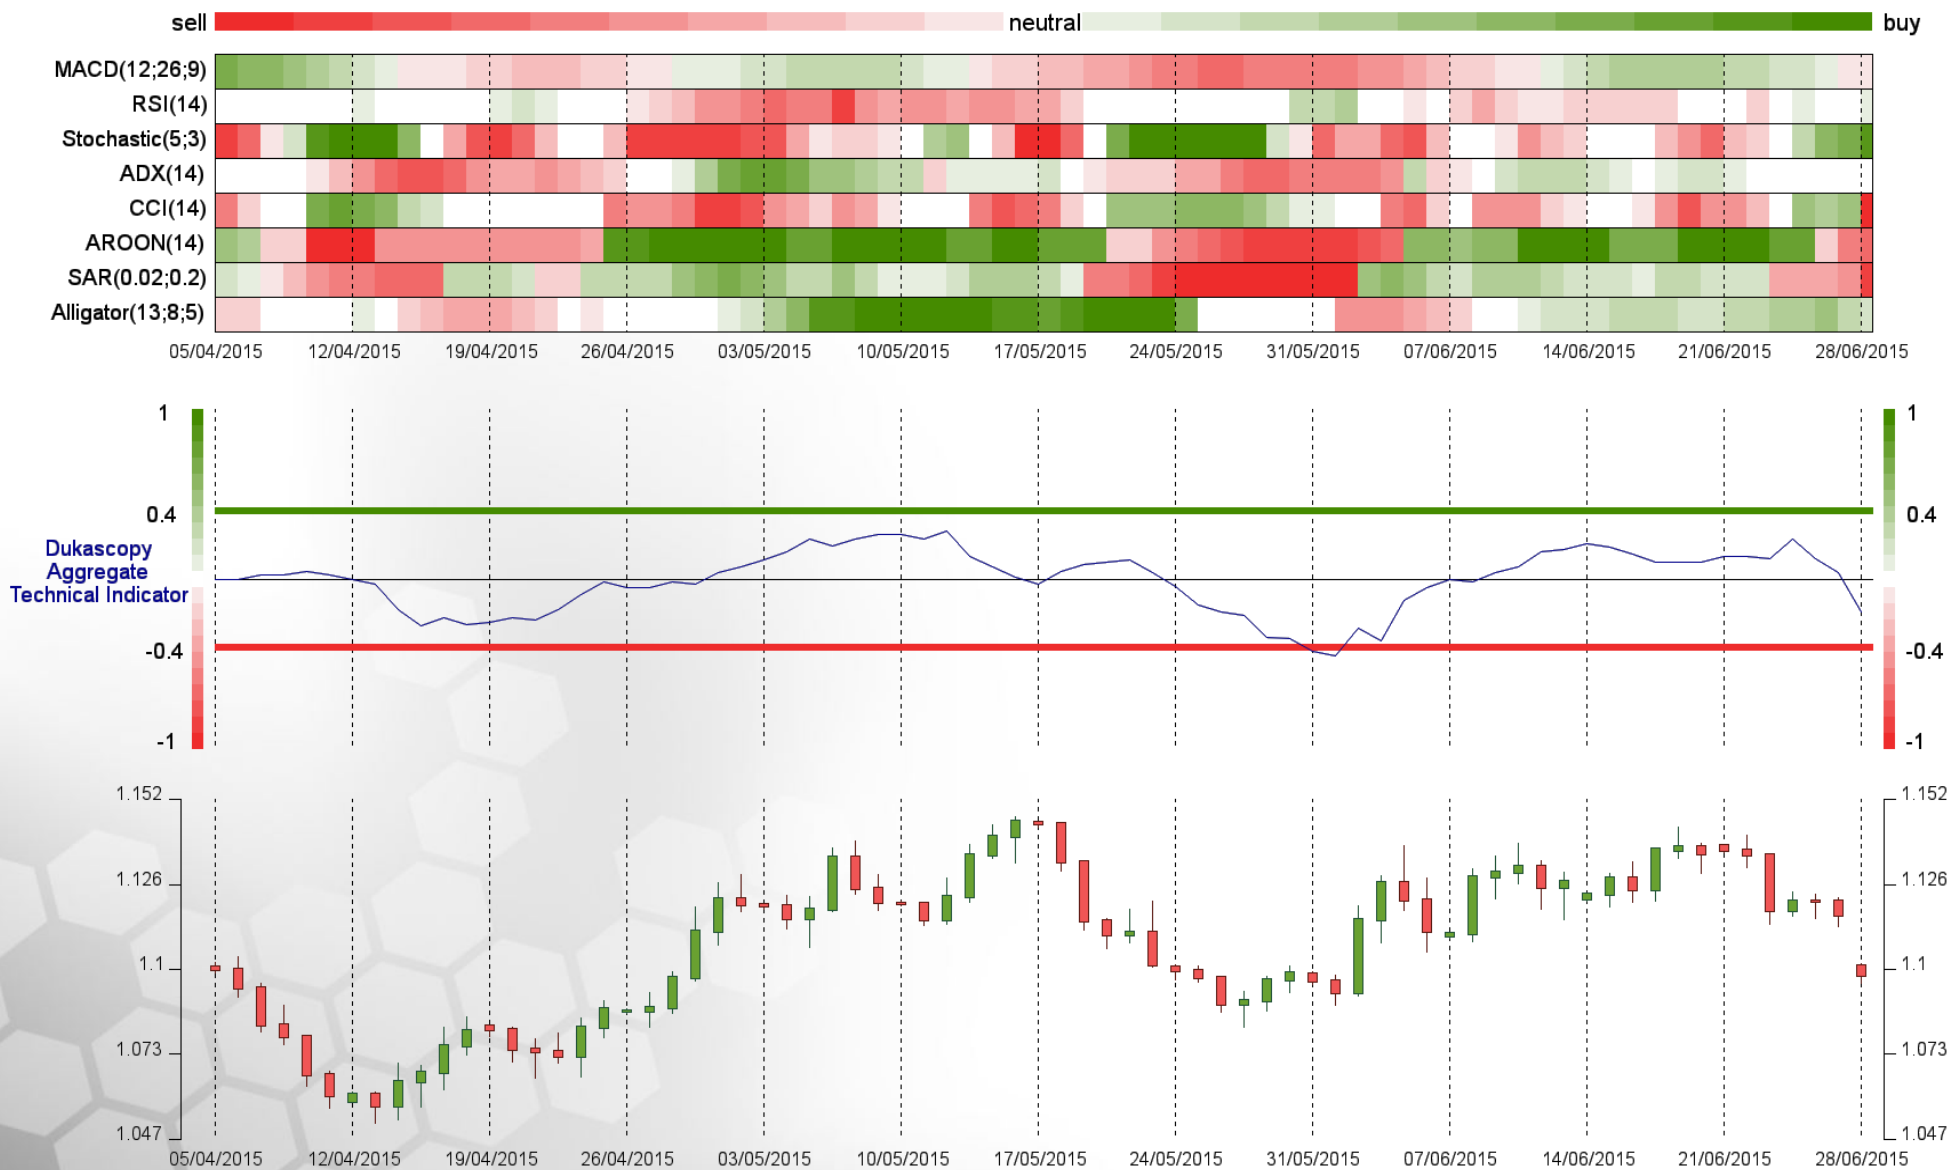 sell neutral buy
MACD(12;26;9)
RSI(14)
Stochastic(5;3)
ADX(14)
CCI(14)
AROON(14)
SAR(0.02;0.2)
Alligator(13;8;5)
05/04/2015 12/04/2015 19/04/2015 26/04/2015 03/05/2015 10/05/2015 17/05/2015 24/05/2015 31/05/2015 07/06/2015 14/06/2015 21/06/2015 28/06/2015
1 1
0.4 0.4
Dukascopy
Aggregate
Technical Indicator
-0.4 -0.4
-1 -1
1.152 1.152
1.126 1.126
1.1 1.1
1.073 1.073
1.047 1.047
05/04/2015 12/04/2015 19/04/2015 26/04/2015 03/05/2015 10/05/2015 17/05/2015 24/05/2015 31/05/2015 07/06/2015 14/06/2015 21/06/2015 28/06/2015